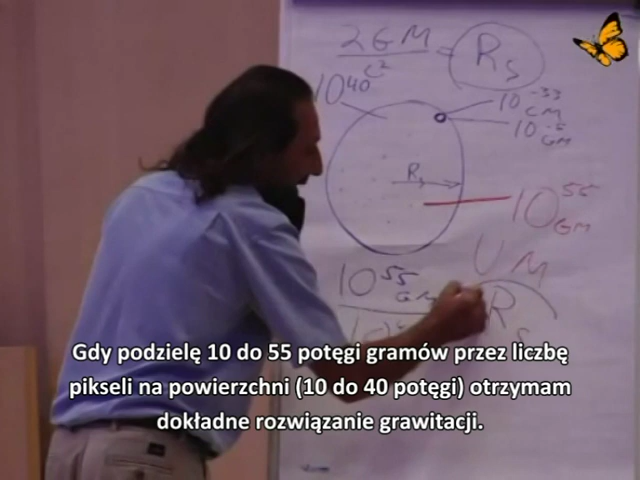 2GM
C²
= Rs
10⁴⁰
10⁻³³
CM
10⁻⁵
GM
Rs
10⁵⁵
GM
10⁵⁵
GM
UM
Rs
Gdy podzielę 10 do 55 potęgi gramów przez liczbę
pikseli na powierzchni (10 do 40 potęgi) otrzymam
dokładne rozwiązanie grawitacji.